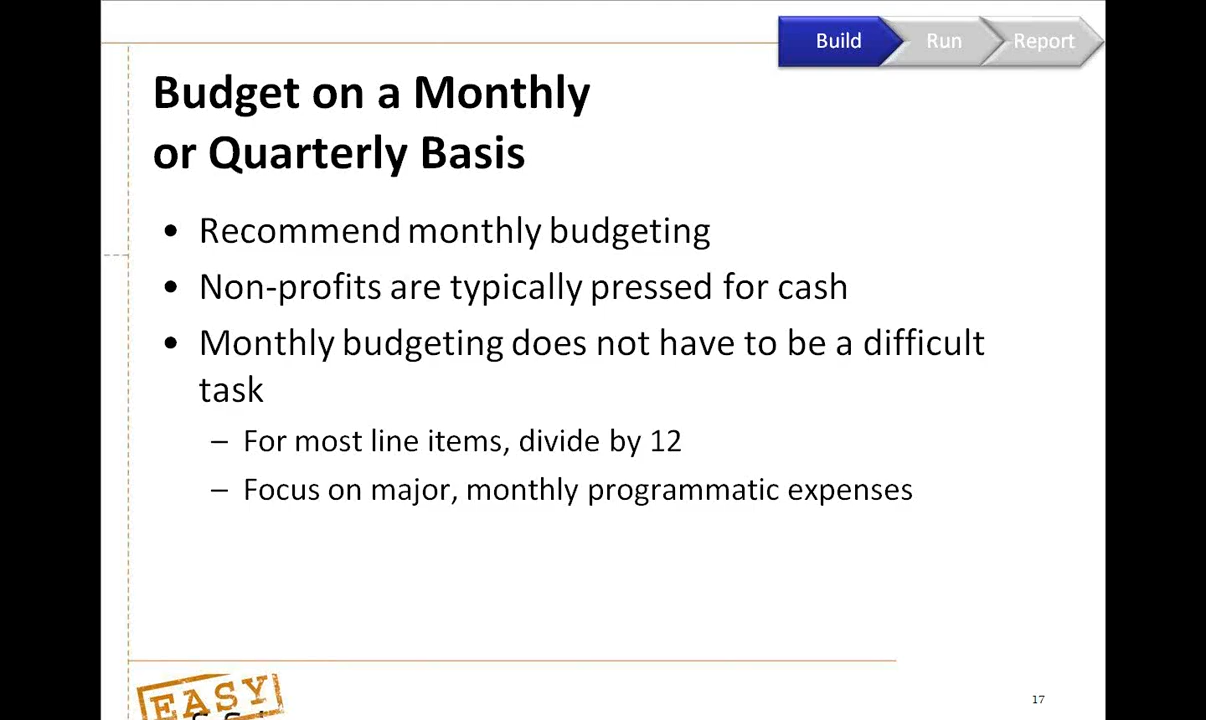 Build Run Report
Budget on a Monthly
or Quarterly Basis
• Recommend monthly budgeting
• Non-profits are typically pressed for cash
• Monthly budgeting does not have to be a difficult
task
– For most line items, divide by 12
– Focus on major, monthly programmatic expenses
EASY
17